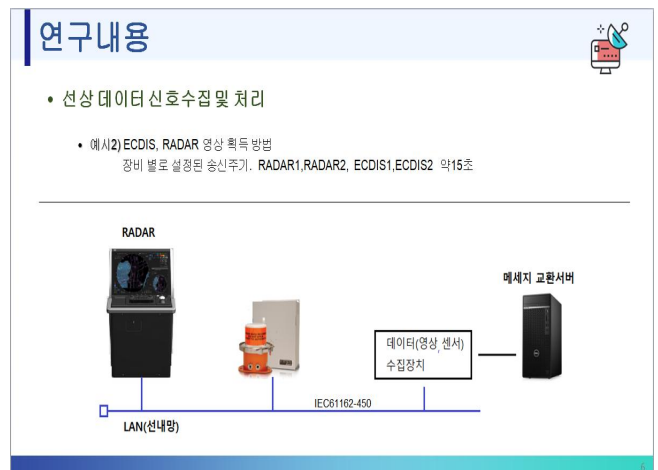 연구내용
• 선상 데이터 신호수집 및 처리
• 예시2) ECDIS, RADAR 영상 획득 방법
장비 별로 설정된 송신주기. RADAR1,RADAR2, ECDIS1,ECDIS2 약15초
RADAR
메세지 교환서버
데이터(영상,센서)
수집장치
IEC61162-450
LAN(선내망)